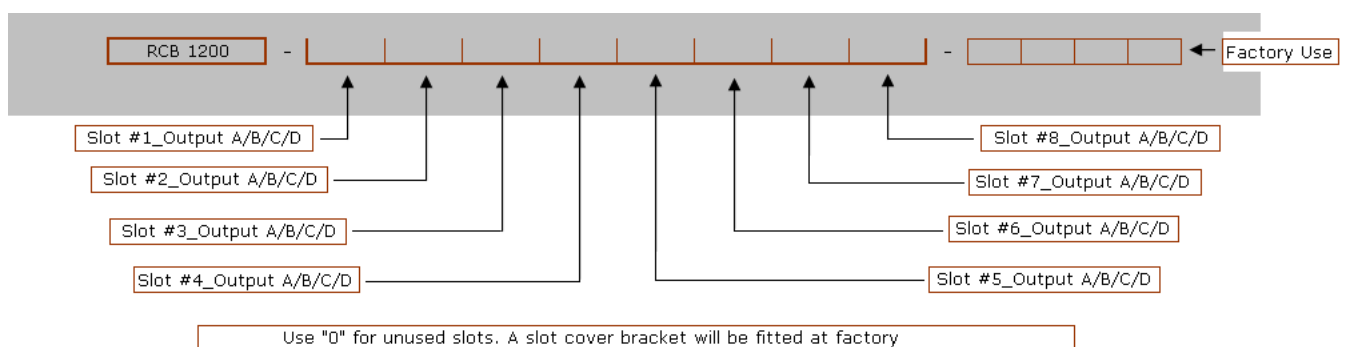 RCB 1200 - - Factory Use
Slot #1_Output A/B/C/D
Slot #8_Output A/B/C/D
Slot #2_Output A/B/C/D
Slot #7_Output A/B/C/D
Slot #3_Output A/B/C/D
Slot #6_Output A/B/C/D
Slot #4_Output A/B/C/D
Slot #5_Output A/B/C/D
Use "0" for unused slots. A slot cover bracket will be fitted at factory